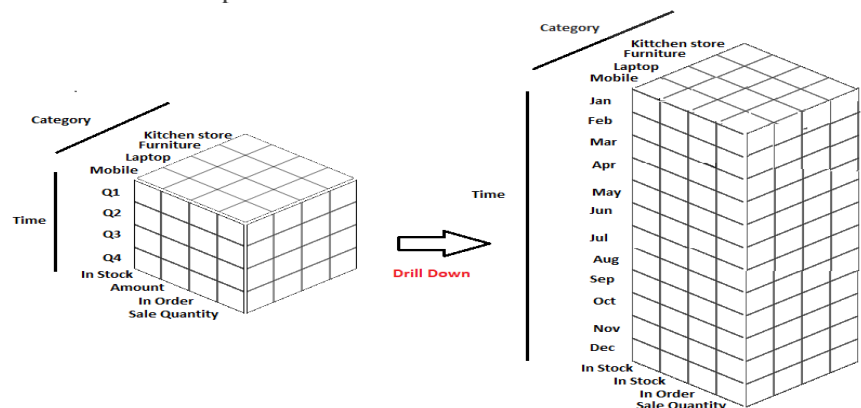 Category
Kitchen store
Furniture
Laptop
Mobile
Time
Q1
Q2
Q3
Q4
In Stock
Amount
In Order
Sale Quantity
Drill Down
Category
Kittchen store
Furniture
Laptop
Mobile
Time
Jan
Feb
Mar
Apr
May
Jun
Jul
Aug
Sep
Oct
Nov
Dec
In Stock
In Stock
In Order
Sale Quantity